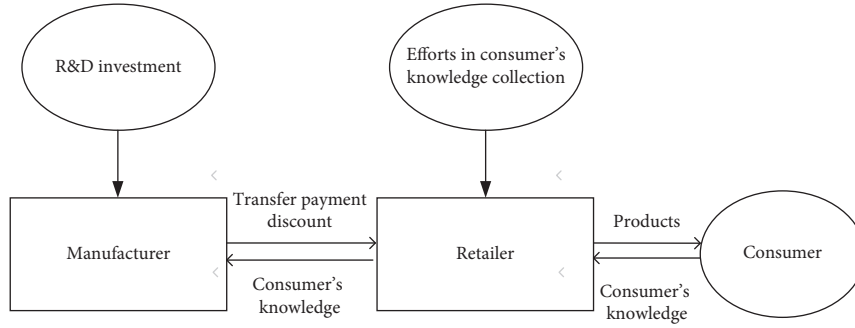 R&D investment
Efforts in consumer's
knowledge collection
Transfer payment
discount
Products
Manufacturer
Retailer
Consumer
Consumer's
knowledge
Consumer's
knowledge